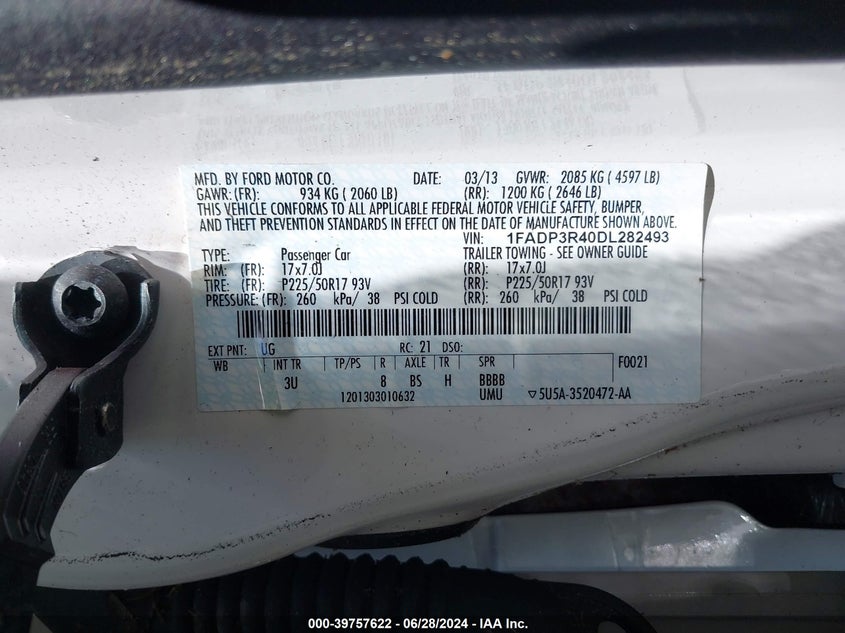 MFD. BY FORD MOTOR CO. DATE: 03/13 GVWR: 2085 KG ( 4597 LB)
GAWR: (FR): 934 KG ( 2060 LB) (RR): 1200 KG ( 2646 LB)
THIS VEHICLE CONFORMS TO ALL APPLICABLE FEDERAL MOTOR VEHICLE SAFETY, BUMPER,
AND THEFT PREVENTION STANDARDS IN EFFECT ON THE DATE OF MANUFACTURE SHOWN ABOVE.
VIN: 1FADP3R40DL282493
TYPE: Passenger Car TRAILER TOWING - SEE OWNER GUIDE
RIM: (FR): 17x7.0J (RR): 17x7.0J
TIRE: (FR): P225/50R17 93V (RR): P225/50R17 93V
PRESSURE: (FR): 260 kPa/ 38 PSI COLD (RR): 260 kPa/ 38 PSI COLD
EXT PNT: UG RC: 21 DSO:
WB INT TR TP/PS R AXLE TR SPR F0021
3U 8 BS H BBBB
1201303010632 UMU ▽5U5A-3520472-AA
000-39757622 - 06/28/2024 - IAA Inc.